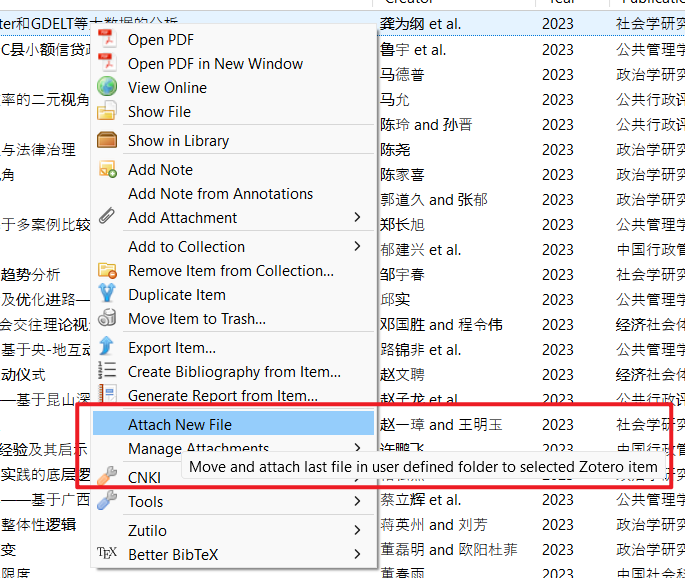 Creator Year Publication
ter和GDELT等大数据的分析 龚为纲 et al. 2023 社会学研究
Open PDF
C县小额信贷政 鲁宇 et al. 2023 公共管理学
Open PDF in New Window
马德普 2023 政治学研究
View Online
率的二元视角 马允 2023 公共行政评
Show File
陈玲 and 孙晋 2023 公共管理学
Show in Library
与法律治理 陈尧 2023 政治学研究
Add Note
角 陈家喜 2023 政治学研究
Add Note from Annotations
郭道久 and 张郁 2023 政治学研究
Add Attachment
于多案例比较 郑长旭 2023 公共管理学
Add to Collection
郁建兴 et al. 2023 中国行政管
Remove Item from Collection...
趋势分析 邹宇春 2023 社会学研究
Duplicate Item
及优化进路— 邱实 2023 公共管理学
Move Item to Trash...
会交往理论视 邓国胜 and 程令伟 2023 经济社会体
Export Item...
基于央-地互动 路锦非 et al. 2023 公共管理学
Create Bibliography from Item...
动仪式 赵文聘 2023 经济社会体
Generate Report from Item...
—基于昆山深 赵子龙 et al. 2023 公共行政评
Attach New File
赵一璋 and 王明玉 2023 社会学研
Manage Attachments
经验及其启示 许鹏飞 2023 中国行政管
Move and attach last file in user defined folder to selected Zotero item
CNKI
实践的底层逻
Tools
——基于广西 蔡立辉 et al. 2023 公共管理学
整体性逻辑 蒋英州 and 刘芳 2023 政治学研究
Zutilo
变 董磊明 and 欧阳杜菲 2023 社会学研究
Better BibTeX
限度 董春雨 2023